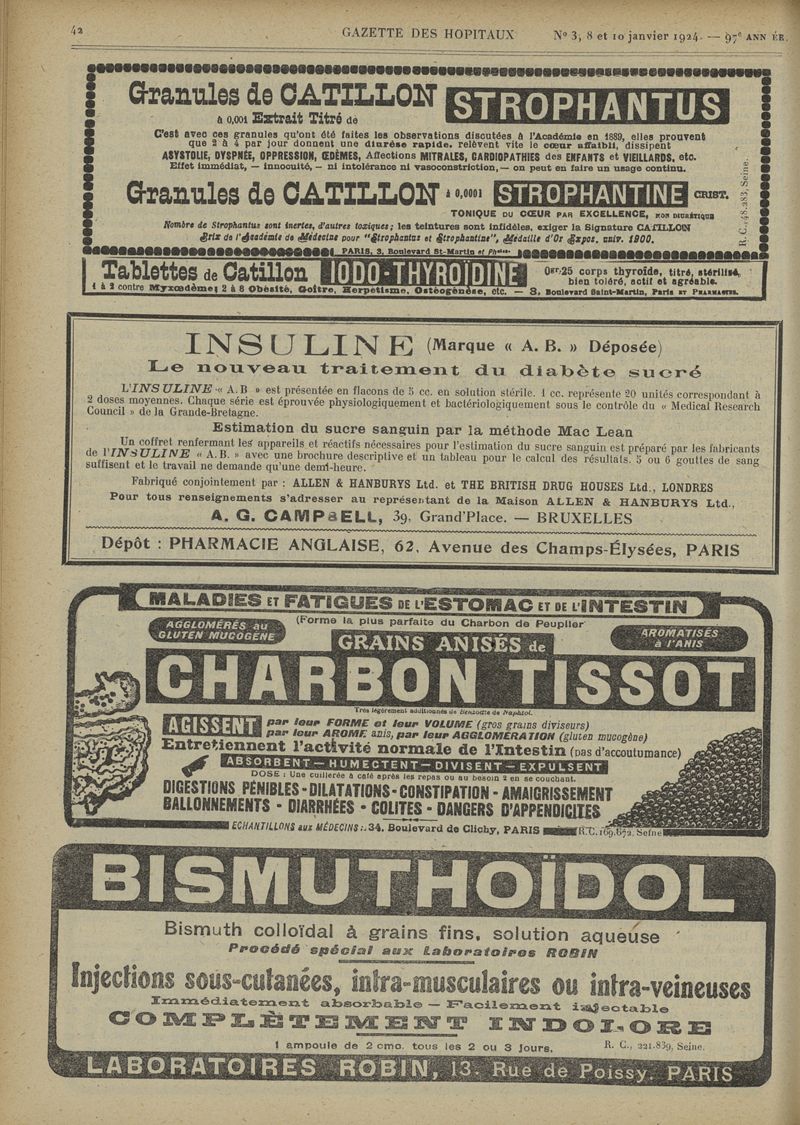 42 GAZETTE DES HOPITAUX Nº 3, 8 et 10 janvier 1924. — 97e ANNÉE
Granules de CATILLON
à 0,001 Extrait Titré de
STROPHANTUS
C'est avec ces granules qu'ont été faites les observations discutées à l'Académie en 1889, elles prouvent
que 2 à 4 par jour donnent une diurèse rapide, relèvent vite le cœur affaibli, dissipent
ASYSTOLIE, DYSPNÉE, OPPRESSION, ŒDÈMES, Affections MITRALES, CARDIOPATHIES des ENFANTS et VIEILLARDS, etc.
Effet immédiat, — innocuité, — ni intolérance ni vasoconstriction, — on peut en faire un usage continu.
Granules de CATILLON à 0,0001 STROPHANTINE CRIST.
TONIQUE DU CŒUR PAR EXCELLENCE, NON DIURÉTIQUE
Nombre de Strophantus sont inertes, d'autres toxiques; les teintures sont infidèles, exiger la Signature CATILLON
Prix de l'Académie de Médecine pour "Strophantus et Strophantine", Médaille d'Or Expos. univ. 1900.
PARIS, 3, Boulevard St-Martin et Phcies.
R. C. 48.283, Seine.
Tablettes de Catillon IODO-THYROÏDINE
0gr.25 corps thyroïde, titré, stérilisé,
bien toléré, actif et agréable.
1 à 2 contre Myxœdème; 2 à 8 Obésité, Goître, Herpétisme, Ostéogénèse, etc. — 3, Boulevard Saint-Martin, Paris ET PHARMACIES.
INSULINE (Marque « A. B. » Déposée)
Le nouveau traitement du diabète sucré
L'INSULINE « A. B » est présentée en flacons de 5 cc. en solution stérile. 1 cc. représente 20 unités correspondant à
2 doses moyennes. Chaque série est éprouvée physiologiquement et bactériologiquement sous le contrôle du « Medical Research
Council » de la Grande-Bretagne.
Estimation du sucre sanguin par la méthode Mac Lean
Un coffret renfermant les appareils et réactifs nécessaires pour l'estimation du sucre sanguin est préparé par les fabricants
de l'INSULINE « A. B. » avec une brochure descriptive et un tableau pour le calcul des résultats. 5 ou 6 gouttes de sang
suffisent et le travail ne demande qu'une demi-heure.
Fabriqué conjointement par : ALLEN & HANBURYS Ltd. et THE BRITISH DRUG HOUSES Ltd., LONDRES
Pour tous renseignements s'adresser au représentant de la Maison ALLEN & HANBURYS Ltd.,
A. G. CAMPBELL, 39, Grand'Place. — BRUXELLES
Dépôt : PHARMACIE ANGLAISE, 62, Avenue des Champs-Élysées, PARIS
MALADIES ET FATIGUES DE L'ESTOMAC ET DE L'INTESTIN
(Forme la plus parfaite du Charbon de Peuplier
AGGLOMÉRÉS au
GLUTEN MUCOGÈNE
GRAINS ANISÉS de
AROMATISÉS
à l'ANIS
CHARBON TISSOT
Très légèrement additionnés de Benzoate de Naphtol.
AGISSENT par leur FORME et leur VOLUME (gros grains diviseurs)
par leur AROME anis, par leur AGGLOMÉRATION (gluten mucogène)
Entretiennent l'activité normale de l'Intestin (pas d'accoutumance)
ABSORBENT — HUMECTENT — DIVISENT — EXPULSENT
DOSE : Une cuillerée à café après les repas ou au besoin 2 en se couchant.
DIGESTIONS PÉNIBLES - DILATATIONS - CONSTIPATION - AMAIGRISSEMENT
BALLONNEMENTS - DIARRHÉES - COLITES - DANGERS D'APPENDICITES
ECHANTILLONS aux MÉDECINS : 34, Boulevard de Clichy, PARIS R.C. 169.672, Seine
BISMUTHOÏDOL
Bismuth colloïdal à grains fins, solution aqueuse
Procédé spécial aux Laboratoires ROBIN
Injections sous-cutanées, intra-musculaires ou intra-veineuses
Immédiatement absorbable — Facilement injectable
COMPLÈTEMENT INDOLORE
1 ampoule de 2 cmc. tous les 2 ou 3 jours. R. C., 221.839, Seine.
LABORATOIRES ROBIN, 13, Rue de Poissy, PARIS